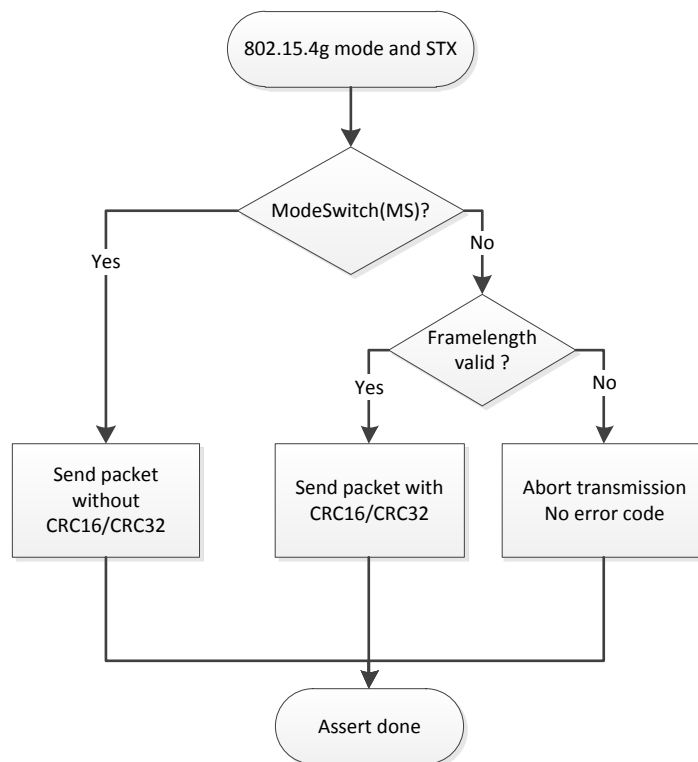 802.15.4g mode and STX
ModeSwitch(MS)?
Yes
No
Framelength
valid ?
Yes
No
Send packet
without
CRC16/CRC32
Send packet with
CRC16/CRC32
Abort transmission
No error code
Assert done